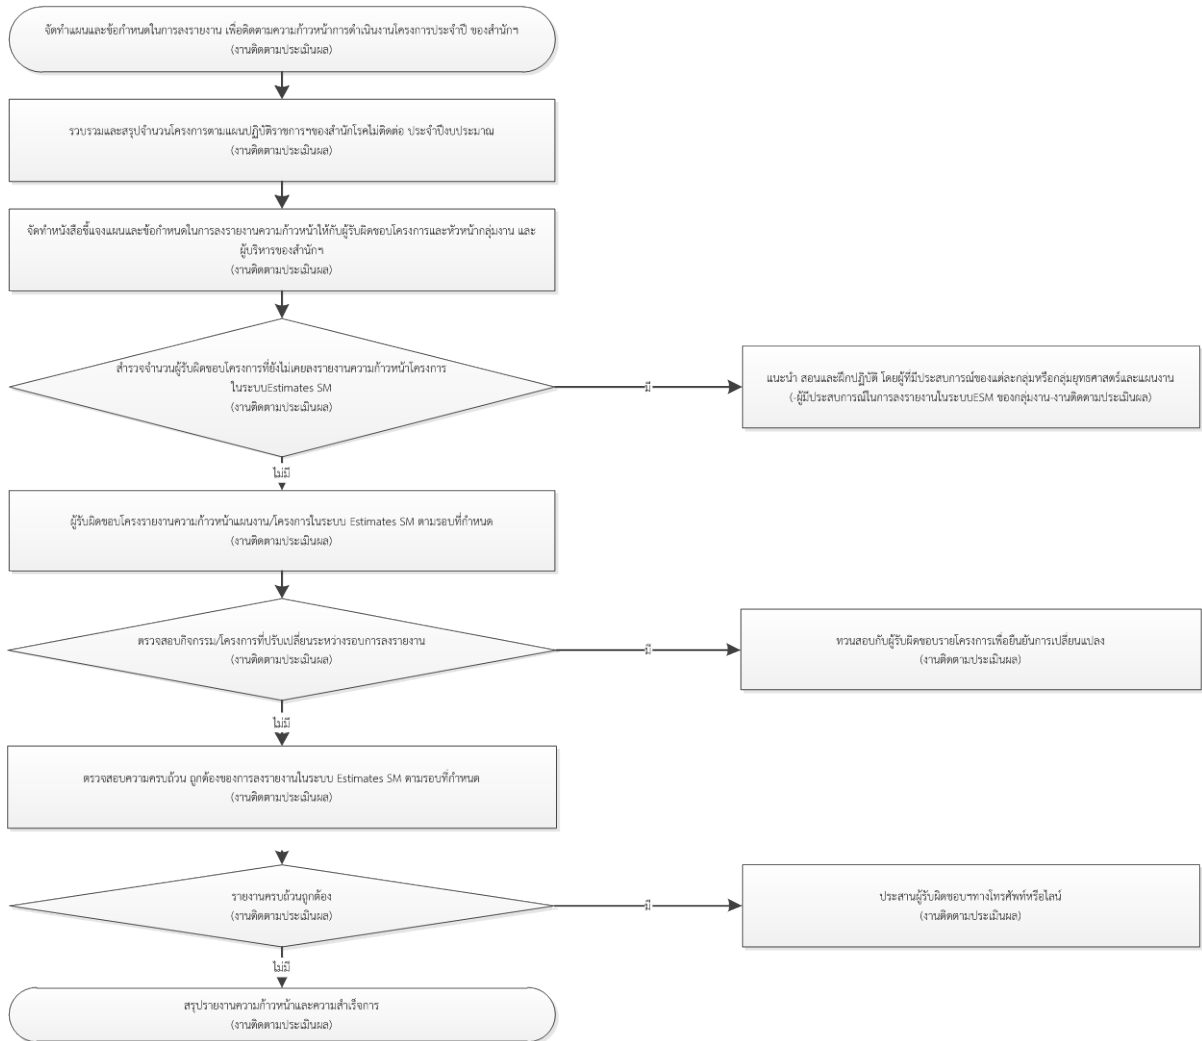 จัดทำแผนและข้อกำหนดในการลงรายงาน เพื่อติดตามความก้าวหน้าการดำเนินงานโครงการประจำปี ของสำนักฯ
(งานติดตามประเมินผล)
รวบรวมและสรุปจำนวนโครงการตามแผนปฏิบัติราชการฯของสำนักโรคไม่ติดต่อ ประจำปีงบประมาณ
(งานติดตามประเมินผล)
จัดทำหนังสือชี้แจงแผนและข้อกำหนดในการลงรายงานความก้าวหน้าให้กับผู้รับผิดชอบโครงการและหัวหน้ากลุ่มงาน และ
ผู้บริหารของสำนักฯ
(งานติดตามประเมินผล)
สำรวจจำนวนผู้รับผิดชอบโครงการที่ยังไม่เคยลงรายงานความก้าวหน้าโครงการ
ในระบบEstimates SM
(งานติดตามประเมินผล)
มี
แนะนำ สอนและฝึกปฏิบัติ โดยผู้ที่มีประสบการณ์ของแต่ละกลุ่มหรือกลุ่มยุทธศาสตร์และแผนงาน
(-ผู้มีประสบการณ์ในการลงรายงานในระบบESM ของกลุ่มงาน-งานติดตามประเมินผล)
ไม่มี
ผู้รับผิดชอบโครงรายงานความก้าวหน้าแผนงาน/โครงการในระบบ Estimates SM ตามรอบที่กำหนด
(งานติดตามประเมินผล)
ตรวจสอบกิจกรรม/โครงการที่ปรับเปลี่ยนระหว่างรอบการลงรายงาน
(งานติดตามประเมินผล)
มี
ทวนสอบกับผู้รับผิดชอบรายโครงการเพื่อยืนยันการเปลี่ยนแปลง
(งานติดตามประเมินผล)
ไม่มี
ตรวจสอบความครบถ้วน ถูกต้องของการลงรายงานในระบบ Estimates SM ตามรอบที่กำหนด
(งานติดตามประเมินผล)
รายงานครบถ้วนถูกต้อง
(งานติดตามประเมินผล)
มี
ประสานผู้รับผิดชอบฯทางโทรศัพท์หรือไลน์
(งานติดตามประเมินผล)
ไม่มี
สรุปรายงานความก้าวหน้าและความสำเร็จการ
(งานติดตามประเมินผล)